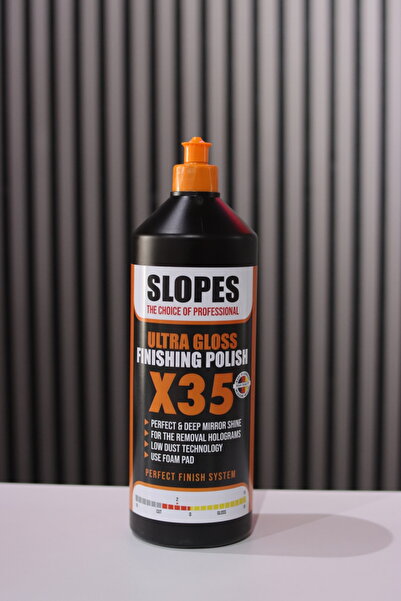 SLOPES
THE CHOICE OF PROFESSIONAL
ULTRA GLOSS
FINISHING POLISH
X35
PERFECT & DEEP MIRROR SHINE
FOR THE REMOVAL HOLOGRAMS
LOW DUST TECHNOLOGY
USE FOAM PAD
PERFECT FINISH SYSTEM
CUT
GLOSS